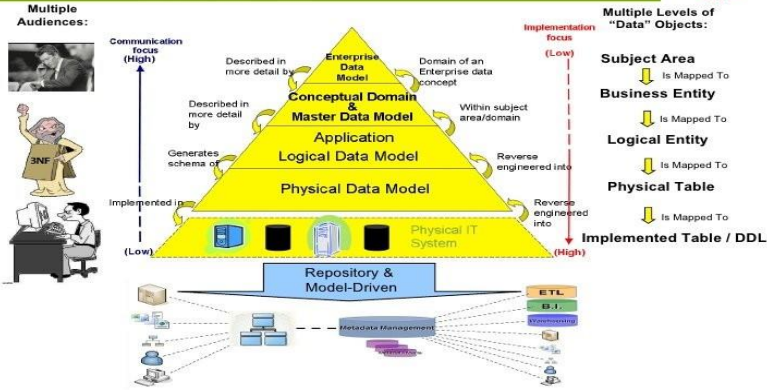 Multiple
Audiences:
Communication
focus
(High)
Implementation
focus
(Low)
Multiple Levels of
"Data" Objects:
Enterprise
Data
Model
Described in
more detail by
Domain of an
Enterprise data
concept
Subject Area
Is Mapped To
Business Entity
Conceptual Domain
&
Master Data Model
Described in
more detail
by
Within subject
area/domain
Is Mapped To
Logical Entity
Application
Logical Data Model
3NF
Generates
schema of
Reverse
engineered into
Is Mapped To
Physical Table
Physical Data Model
Implemented in
Reverse
engineered
into
Is Mapped To
Implemented Table / DDL
Physical IT
System
(Low)
(High)
Repository &
Model-Driven
ETL
B.I.
Metadata Management